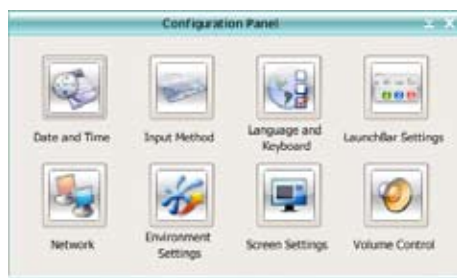 Configuration Panel
Date and Time
Input Method
Language and
Keyboard
LaunchBar Settings
Network
Environment
Settings
Screen Settings
Volume Control